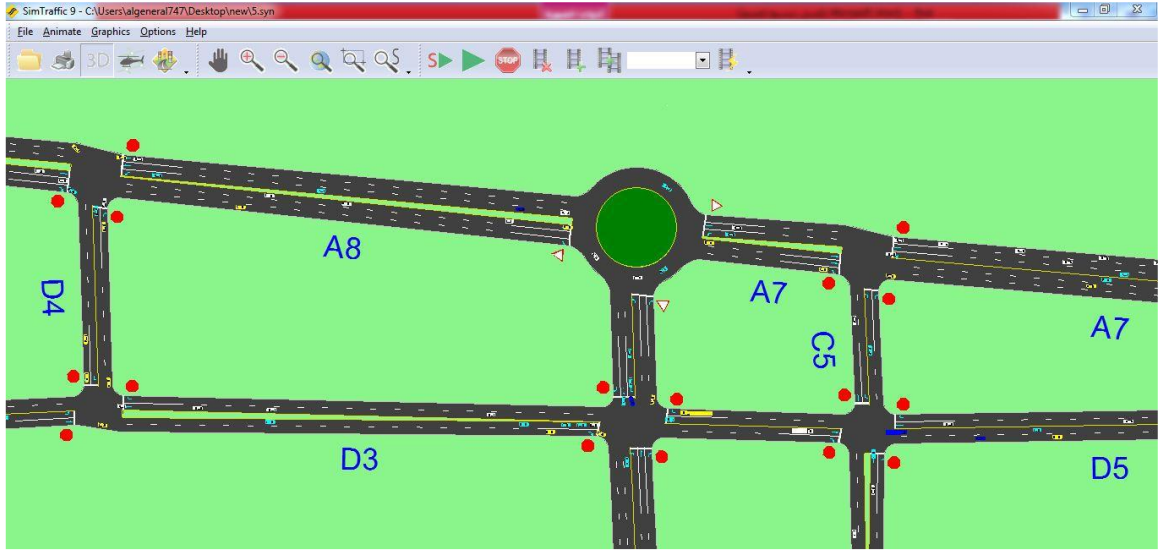 SimTraffic 9 - C:\Users\algeneral747\Desktop\new\5.syn
File Animate Graphics Options Help
3D
S
STOP
A8
D4
A7
C5
A7
D3
D5